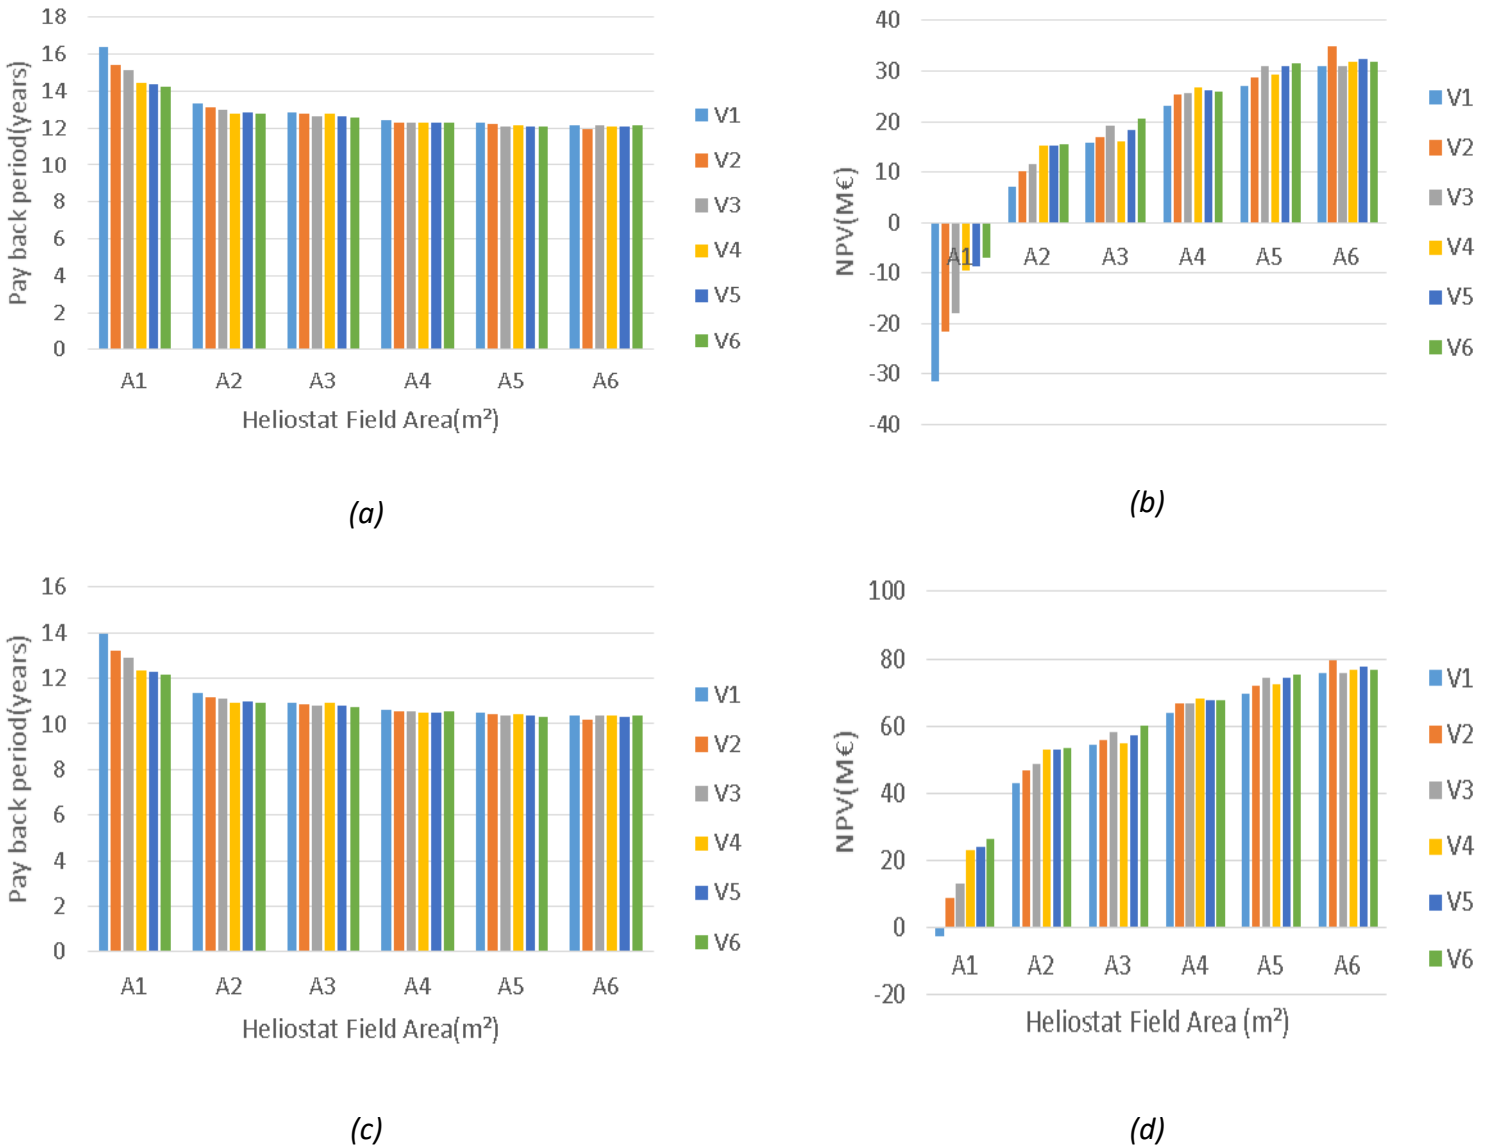 Pay back period(years)
18
16
14
12
10
8
6
4
2
0
A1 A2 A3 A4 A5 A6
Heliostat Field Area(m²)
V1
V2
V3
V4
V5
V6
(a)
NPV(M€)
40
30
20
10
0
-10
-20
-30
-40
A1 A2 A3 A4 A5 A6
V1
V2
V3
V4
V5
V6
(b)
Pay back period(years)
16
14
12
10
8
6
4
2
0
A1 A2 A3 A4 A5 A6
Heliostat Field Area(m²)
V1
V2
V3
V4
V5
V6
(c)
NPV(M€)
100
80
60
40
20
0
-20
A1 A2 A3 A4 A5 A6
Heliostat Field Area (m²)
V1
V2
V3
V4
V5
V6
(d)